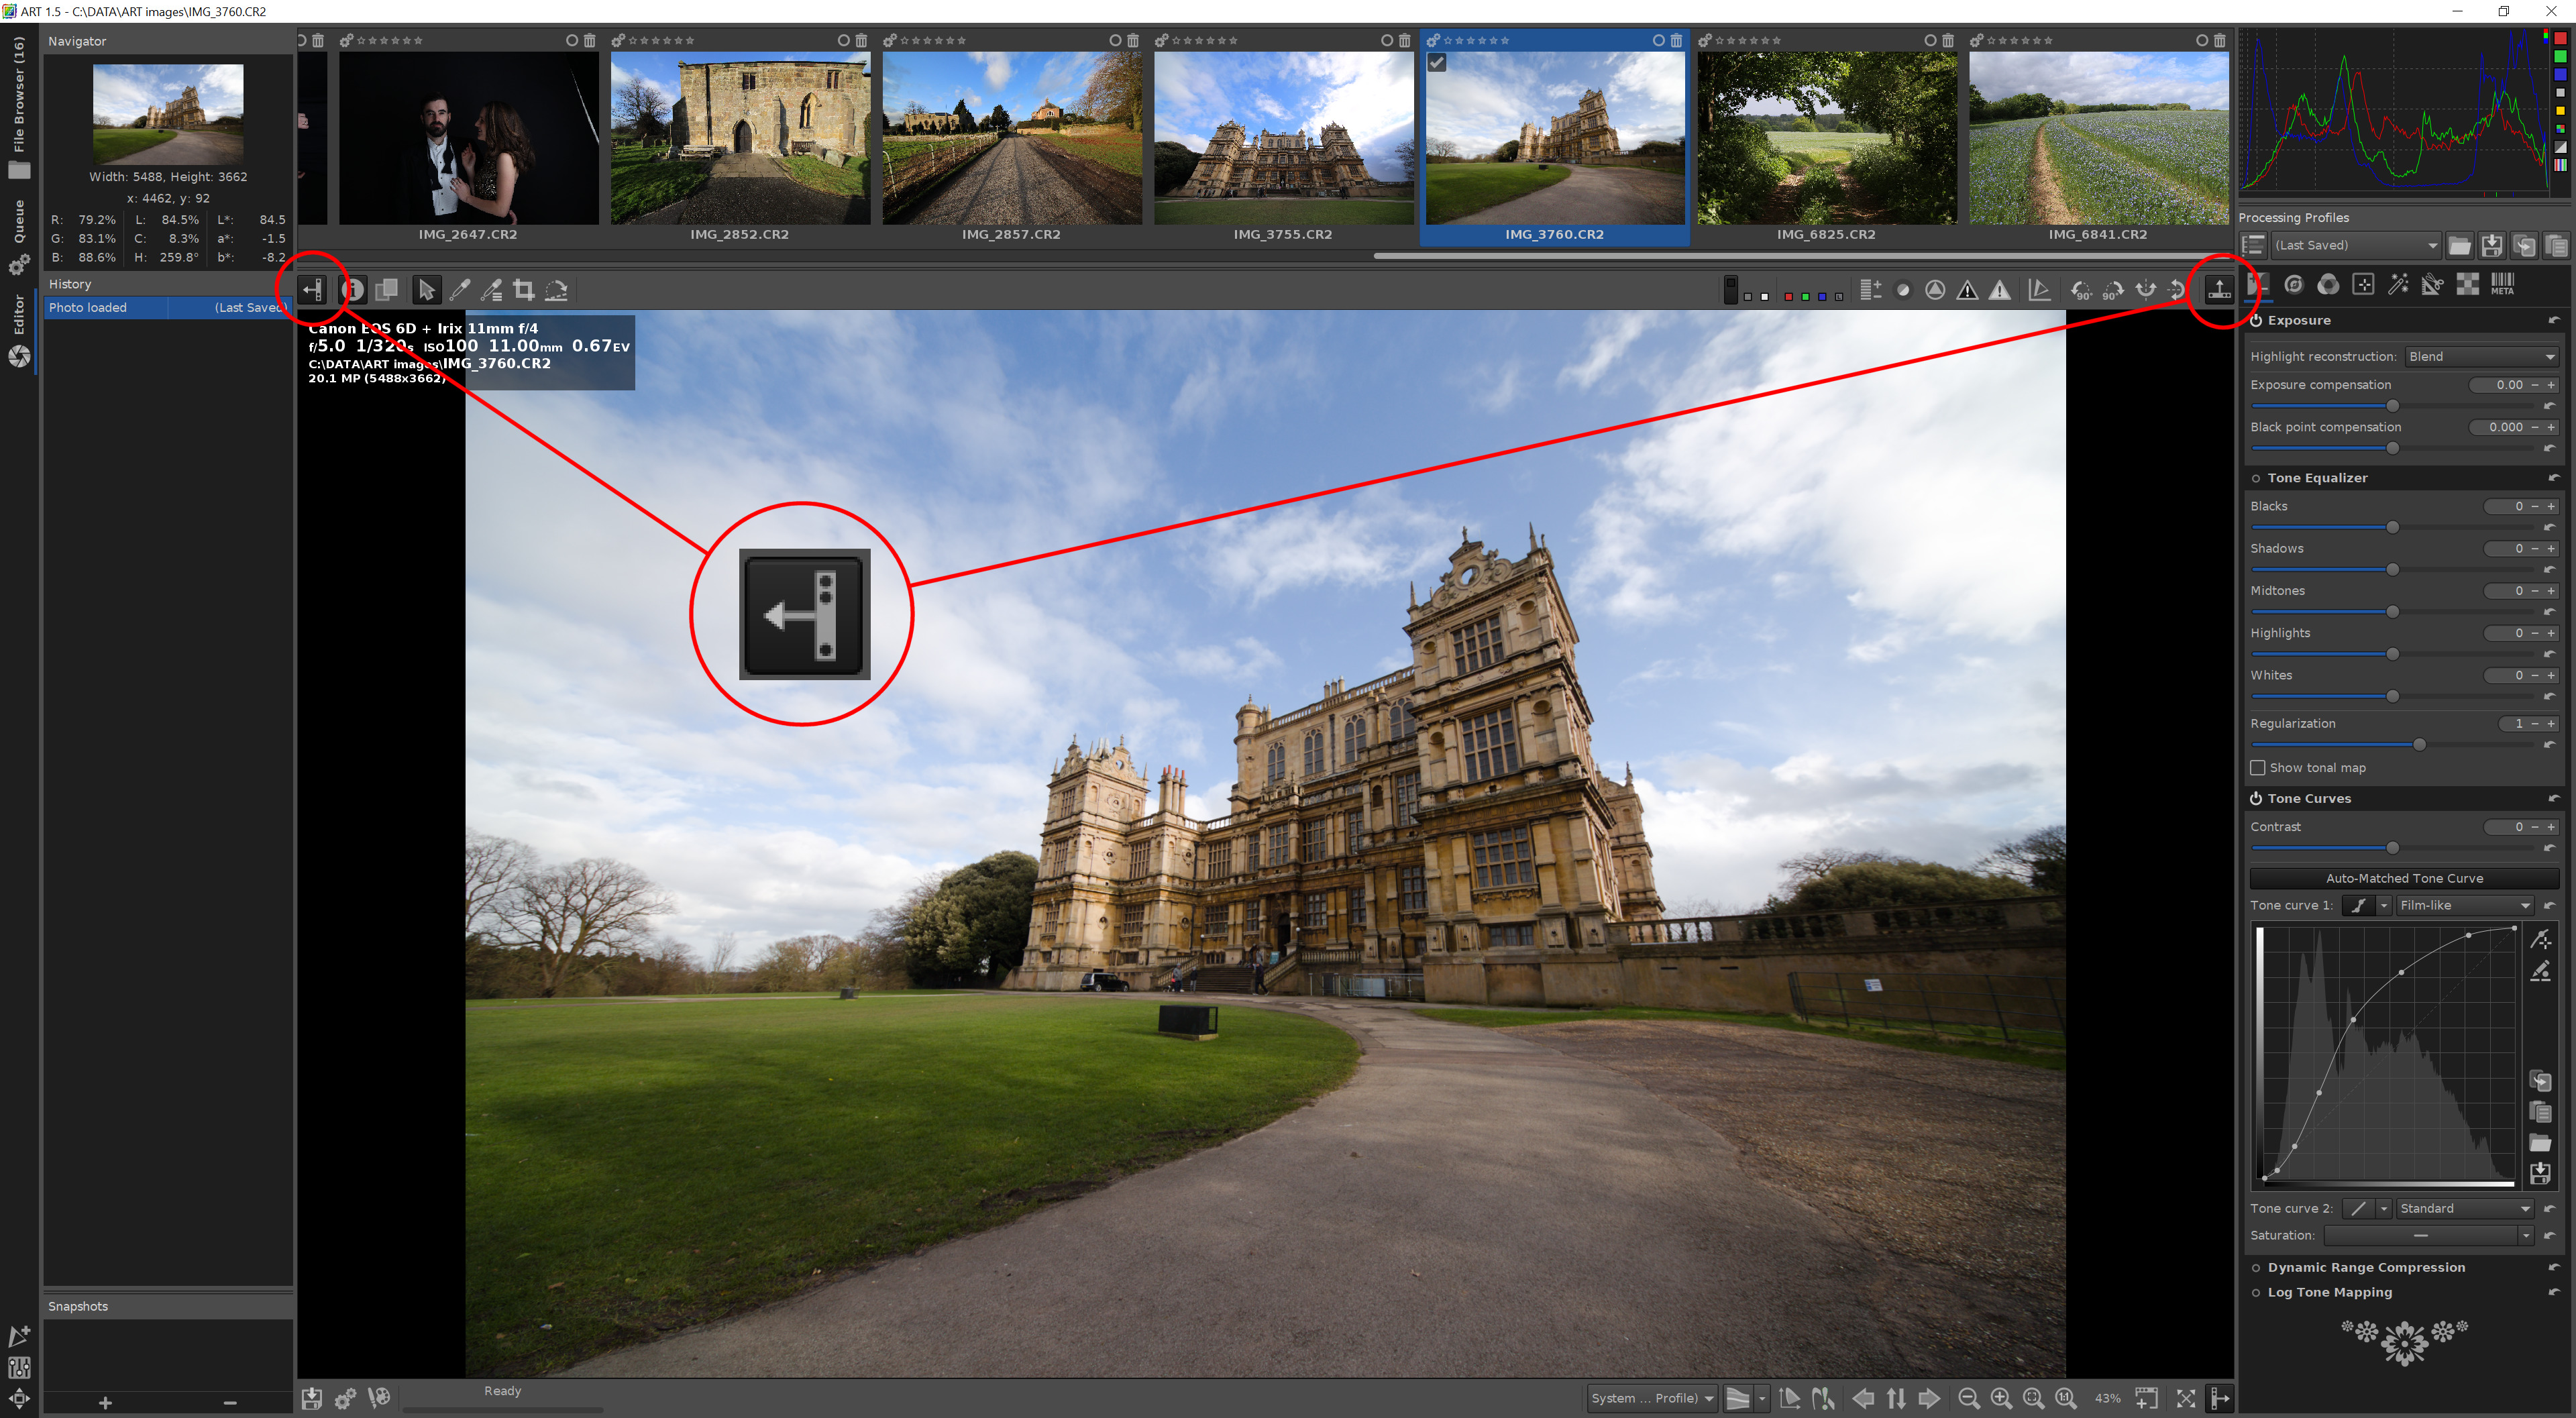 ART 1.5 - C:\DATA\ART images\IMG_3760.CR2
File Browser (16)
Queue
Editor
Navigator
Width: 5488, Height: 3662
x: 4462, y: 92
R: 79.2% L: 84.5% L*: 84.5
G: 83.1% C: 8.3% a*: -1.5
B: 88.6% H: 259.8° b*: -8.2
History
Photo loaded (Last Saved)
Snapshots
IMG_2647.CR2
IMG_2852.CR2
IMG_2857.CR2
IMG_3755.CR2
IMG_3760.CR2
IMG_6825.CR2
IMG_6841.CR2
90° 90°
Canon EOS 6D + Irix 11mm f/4
f/5.0 1/320s ISO100 11.00mm 0.67EV
C:\DATA\ART images\IMG_3760.CR2
20.1 MP (5488x3662)
Ready
System ... Profile)
1:1
43%
Processing Profiles
(Last Saved)
META
Exposure
Highlight reconstruction: Blend
Exposure compensation 0.00
Black point compensation 0.000
Tone Equalizer
Blacks 0
Shadows 0
Midtones 0
Highlights 0
Whites 0
Regularization 1
Show tonal map
Tone Curves
Contrast 0
Auto-Matched Tone Curve
Tone curve 1: Film-like
Tone curve 2: Standard
Saturation:
Dynamic Range Compression
Log Tone Mapping